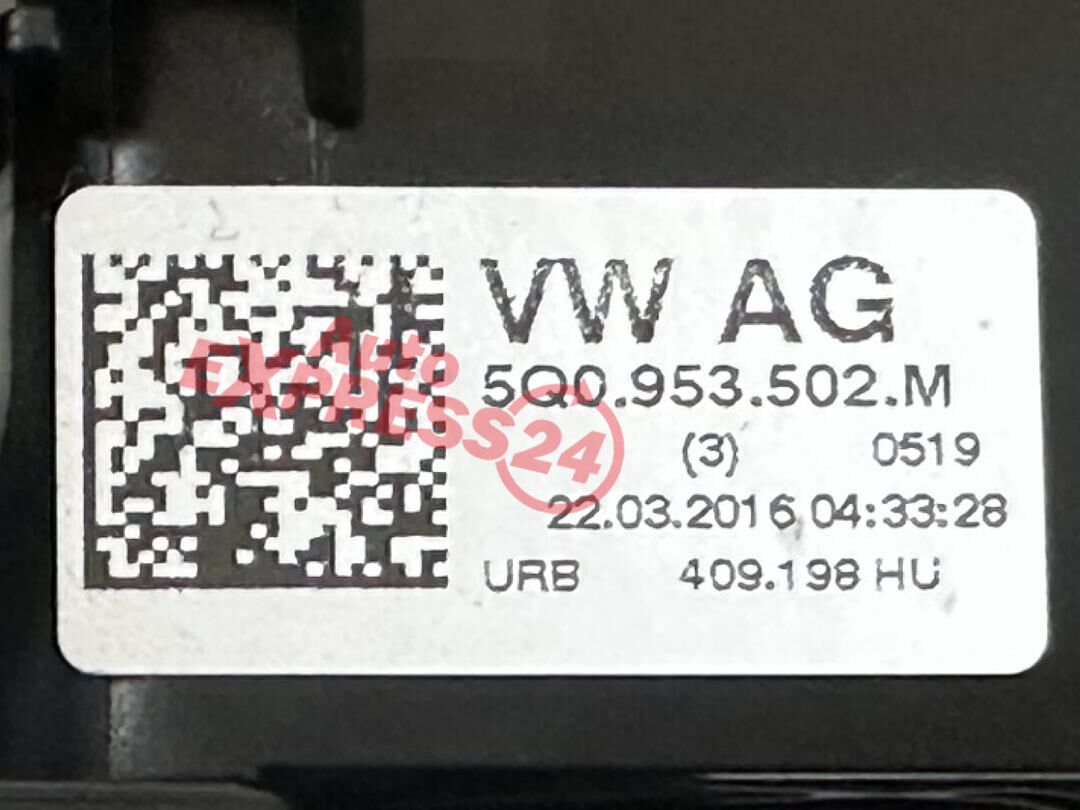 VW AG
5Q0.953.502.M
(3) 0519
22.03.2016 04:33:28
URB 409.198 HU
Auto
EXPRESS24